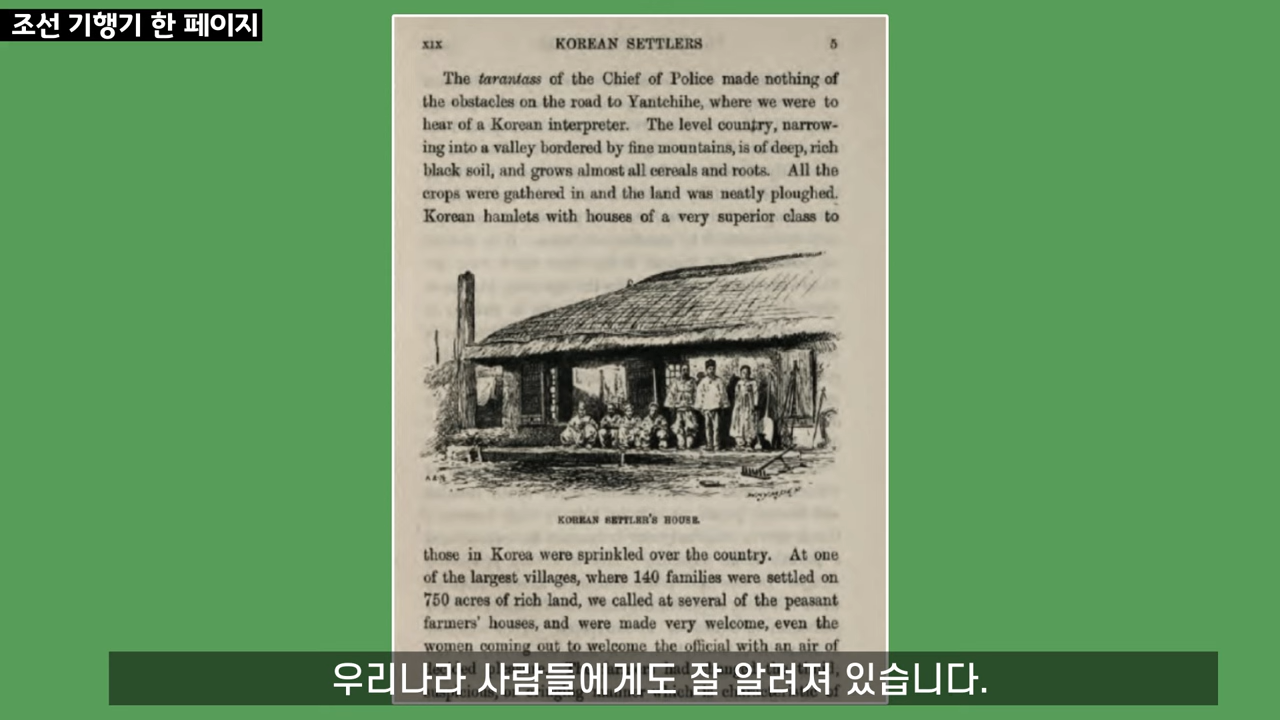 조선 기행기 한 페이지
XIX KOREAN SETTLERS 5
The tarantass of the Chief of Police made nothing of
the obstacles on the road to Yantchihe, where we were to
hear of a Korean interpreter. The level country, narrow-
ing into a valley bordered by fine mountains, is of deep, rich
black soil, and grows almost all cereals and roots. All the
crops were gathered in and the land was neatly ploughed.
Korean hamlets with houses of a very superior class to
KOREAN SETTLER'S HOUSE.
those in Korea were sprinkled over the country. At one
of the largest villages, where 140 families were settled on
750 acres of rich land, we called at several of the peasant
farmers' houses, and were made very welcome, even the
women coming out to welcome the official with an air of
우리나라 사람들에게도 잘 알려져 있습니다.